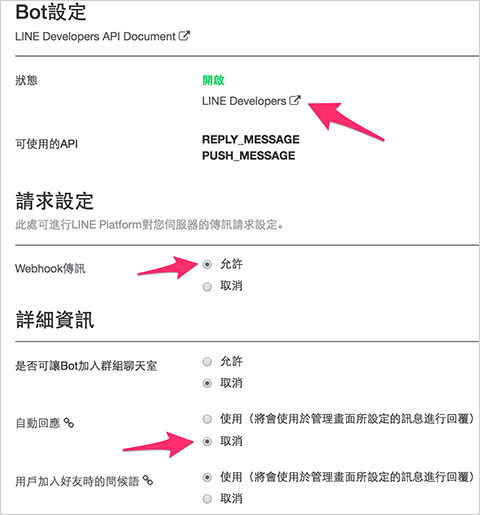 Bot設定
LINE Developers API Document
狀態 開啟
LINE Developers
可使用的API REPLY_MESSAGE
PUSH_MESSAGE
請求設定
此處可進行LINE Platform對您伺服器的傳訊請求設定。
Webhook傳訊 允許
取消
詳細資訊
是否可讓Bot加入群組聊天室 允許
取消
自動回應 使用（將會使用於管理畫面所設定的訊息進行回覆）
取消
用戶加入好友時的問候語 使用（將會使用於管理畫面所設定的訊息進行回覆）
取消